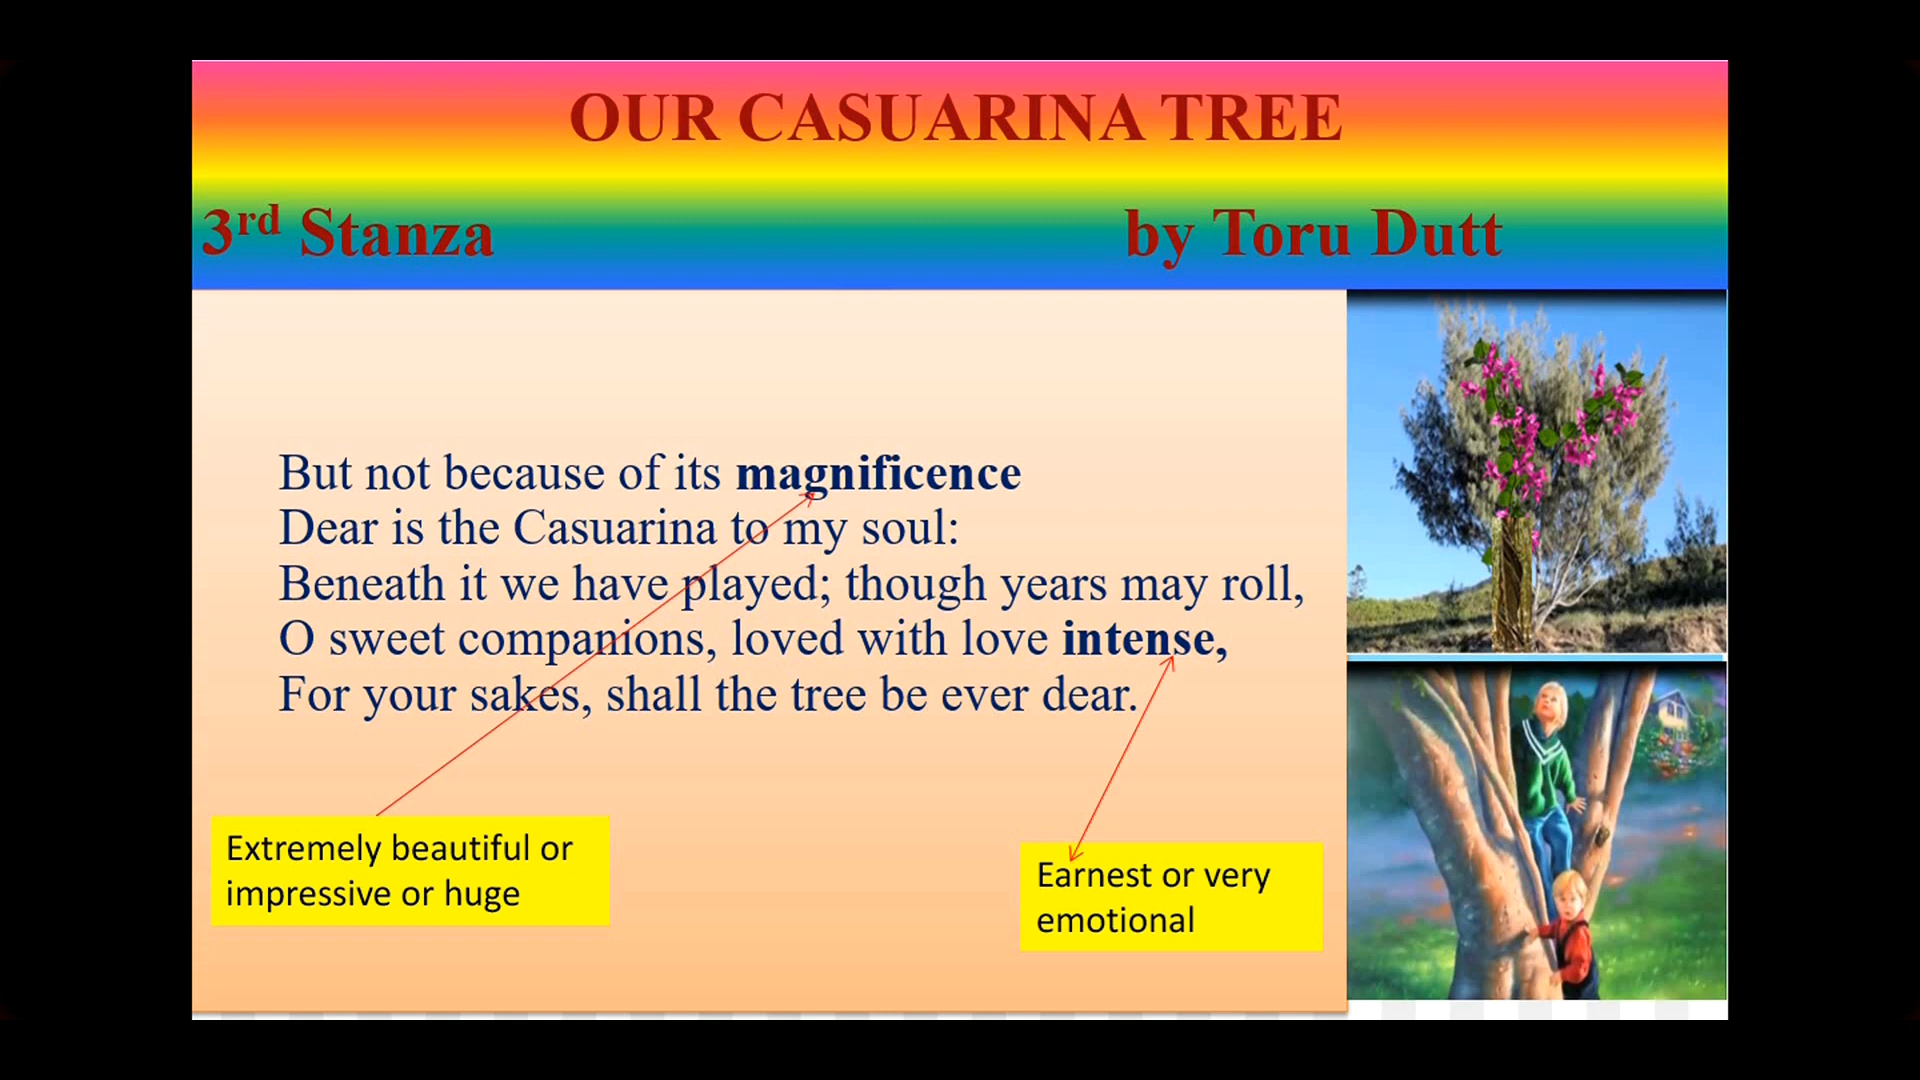 OUR CASUARINA TREE
3rd Stanza by Toru Dutt
But not because of its magnificence
Dear is the Casuarina to my soul:
Beneath it we have played; though years may roll,
O sweet companions, loved with love intense,
For your sakes, shall the tree be ever dear.
Extremely beautiful or
impressive or huge
Earnest or very
emotional